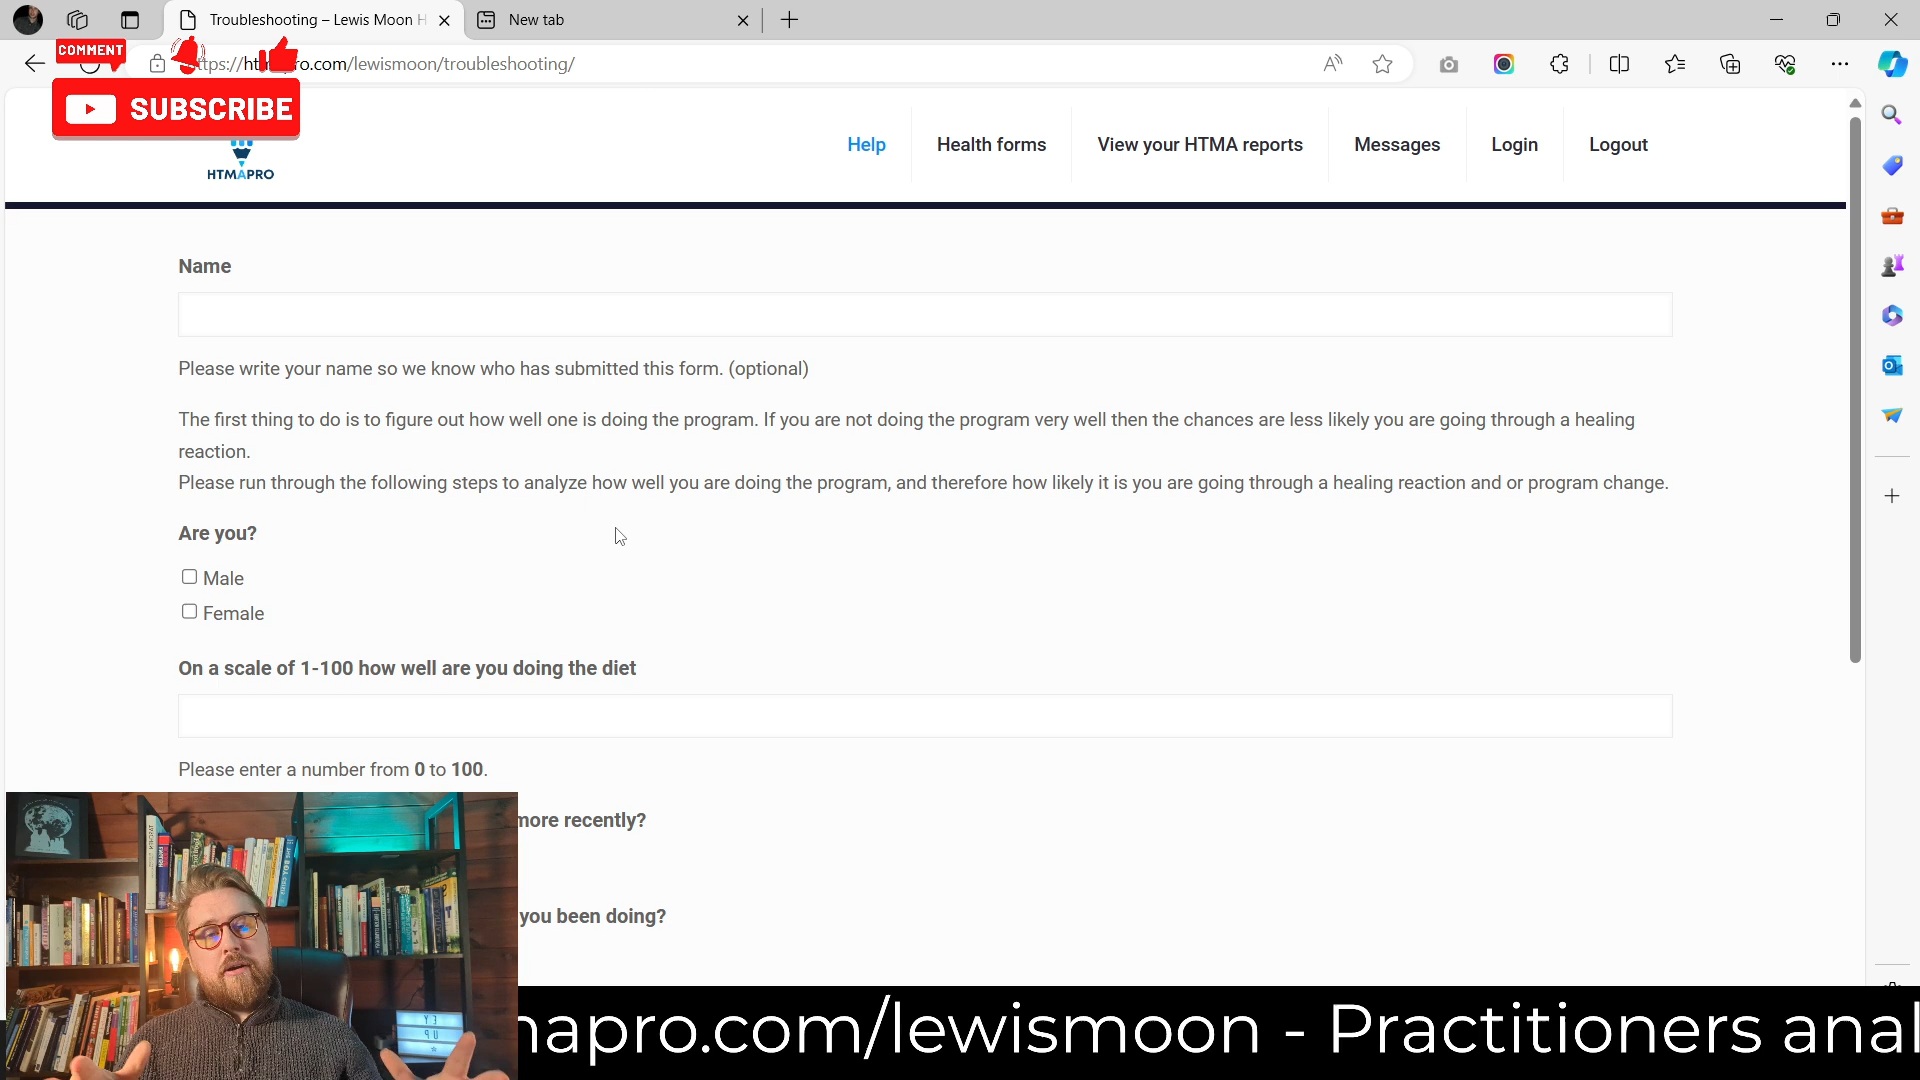 Troubleshooting – Lewis Moon H
New tab
COMMENT
ttps://ht
ro.com/lewismoon/troubleshooting/
SUBSCRIBE
HTMAPRO
Help
Health forms
View your HTMA reports
Messages
Login
Logout
Name
Please write your name so we know who has submitted this form. (optional)
The first thing to do is to figure out how well one is doing the program. If you are not doing the program very well then the chances are less likely you are going through a healing
reaction.
Please run through the following steps to analyze how well you are doing the program, and therefore how likely it is you are going through a healing reaction and or program change.
Are you?
Male
Female
On a scale of 1-100 how well are you doing the diet
Please enter a number from 0 to 100.
more recently?
you been doing?
napro.com/lewismoon - Practitioners anal